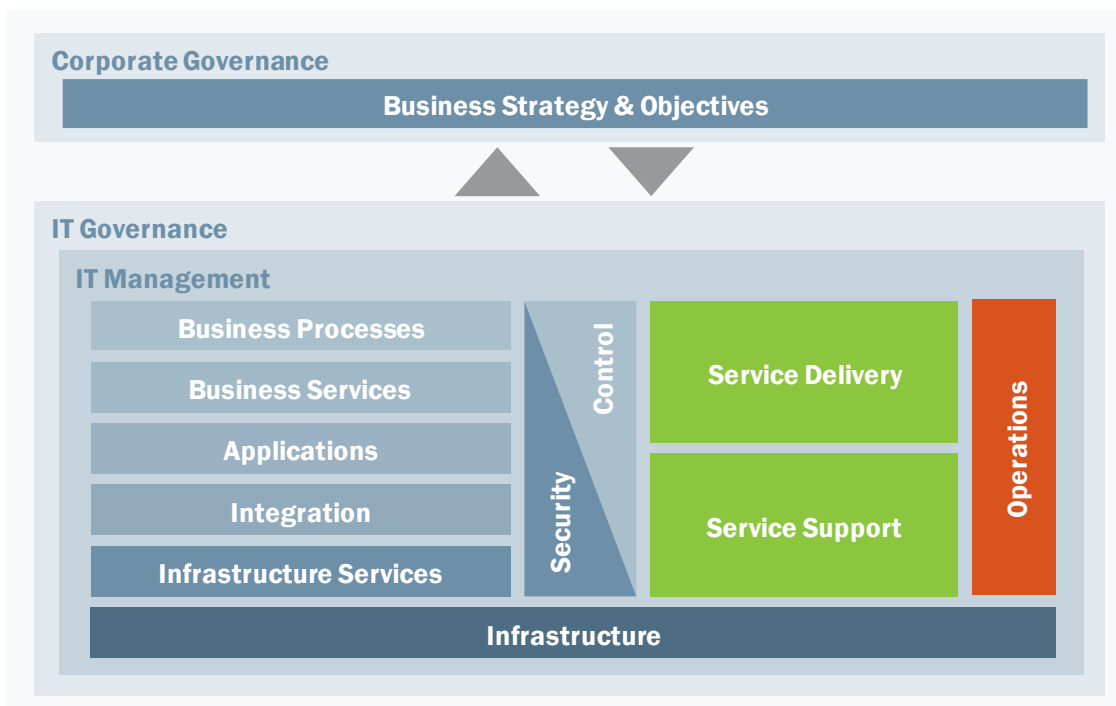 Corporate Governance
Business Strategy & Objectives
IT Governance
IT Management
Business Processes
Business Services
Applications
Integration
Infrastructure Services
Security
Control
Service Delivery
Service Support
Operations
Infrastructure